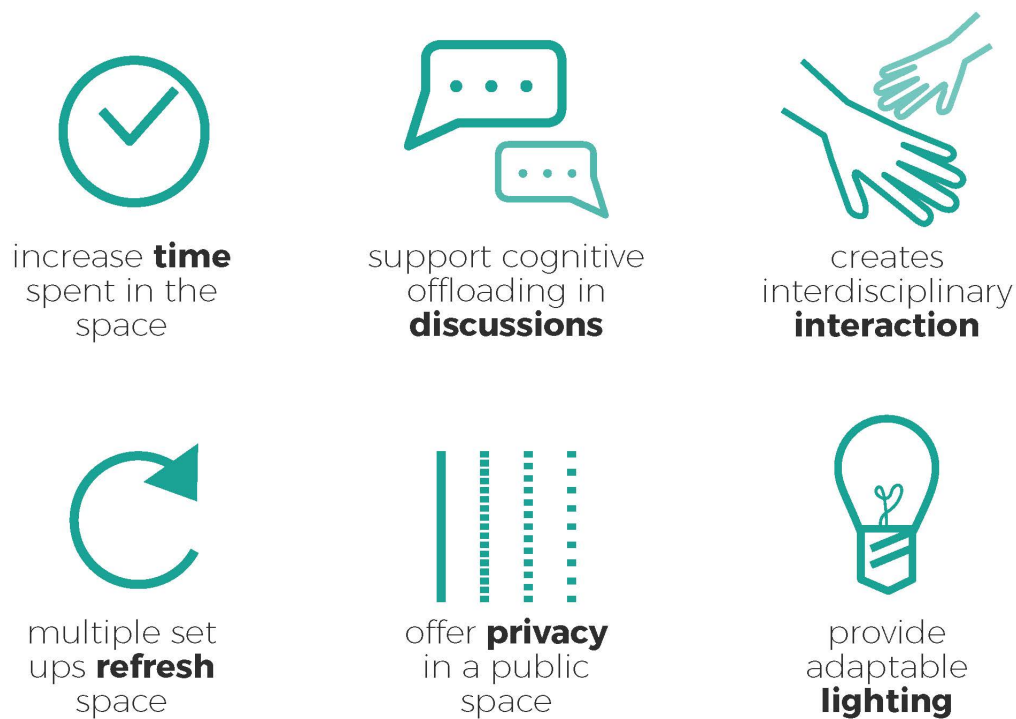 increase time
spent in the
space
support cognitive
offloading in
discussions
creates
interdisciplinary
interaction
multiple set
ups refresh
space
offer privacy
in a public
space
provide
adaptable
lighting